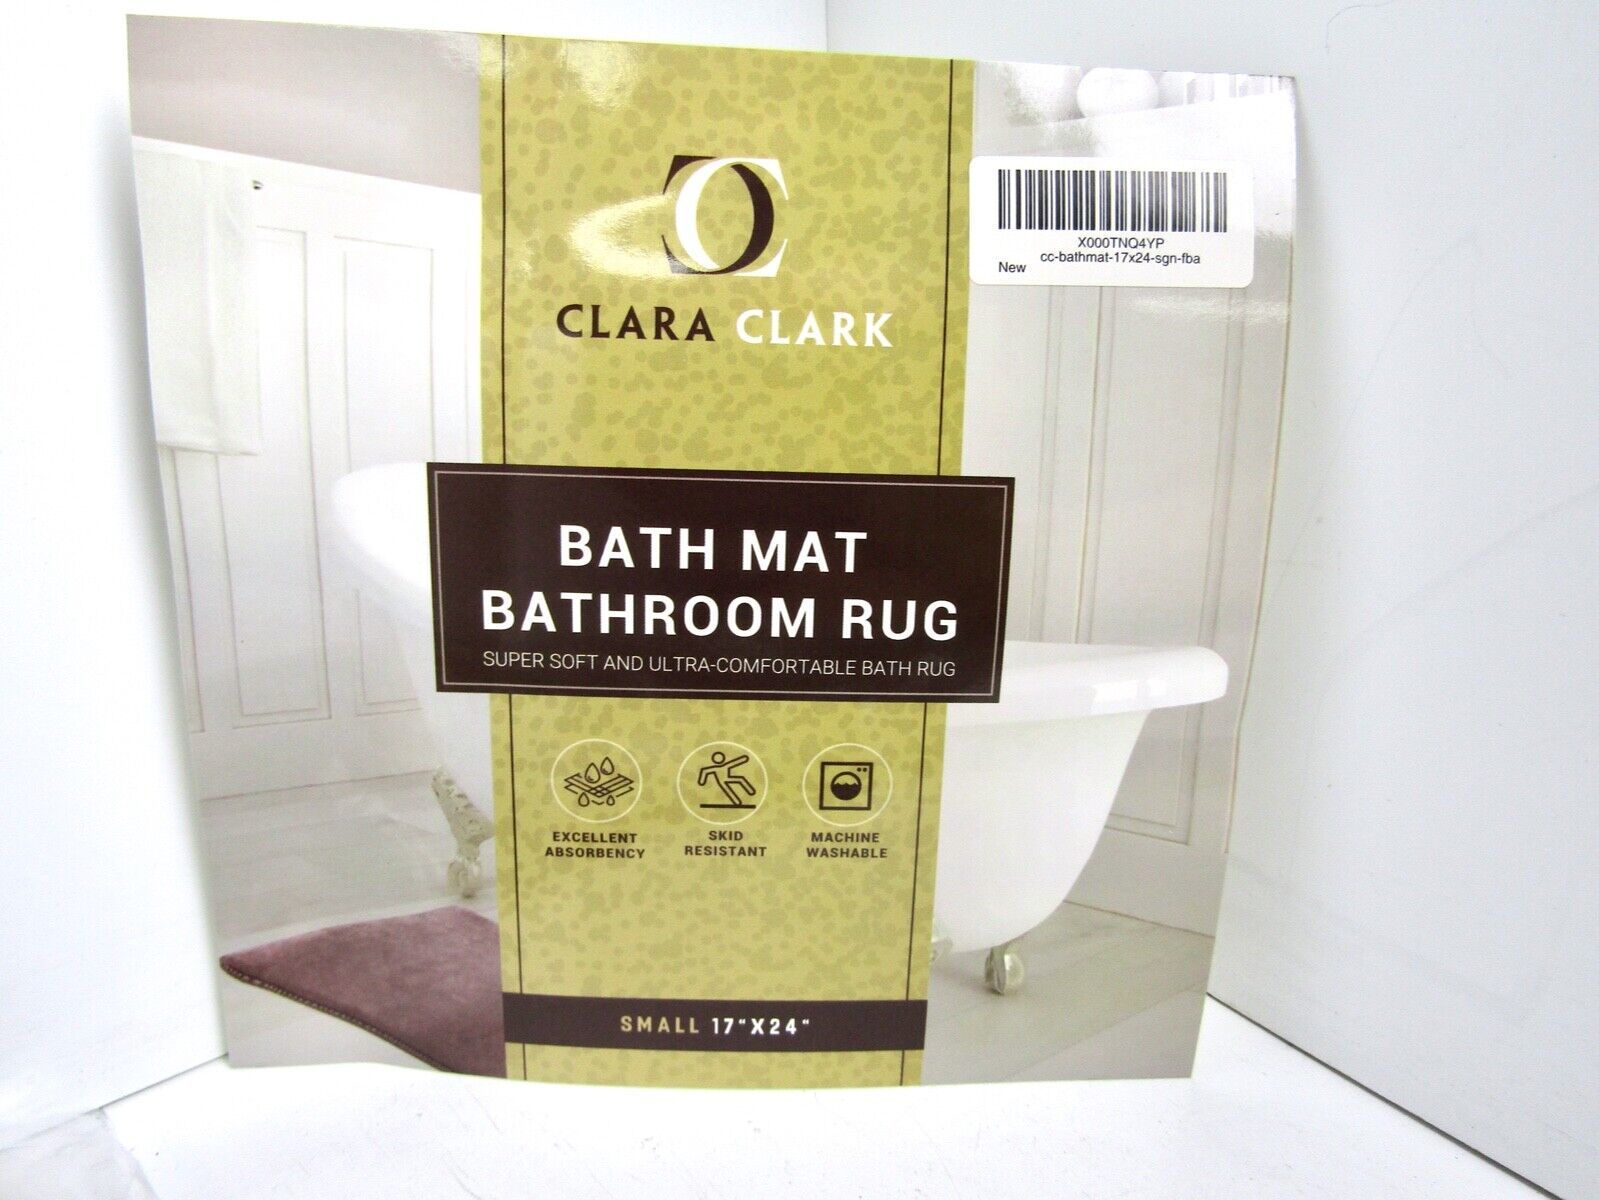 CLARA CLARK
X000TNQ4YP
cc-bathmat-17x24-sgn-fba
New
BATH MAT
BATHROOM RUG
SUPER SOFT AND ULTRA-COMFORTABLE BATH RUG
EXCELLENT
ABSORBENCY
SKID
RESISTANT
MACHINE
WASHABLE
SMALL 17“X24“